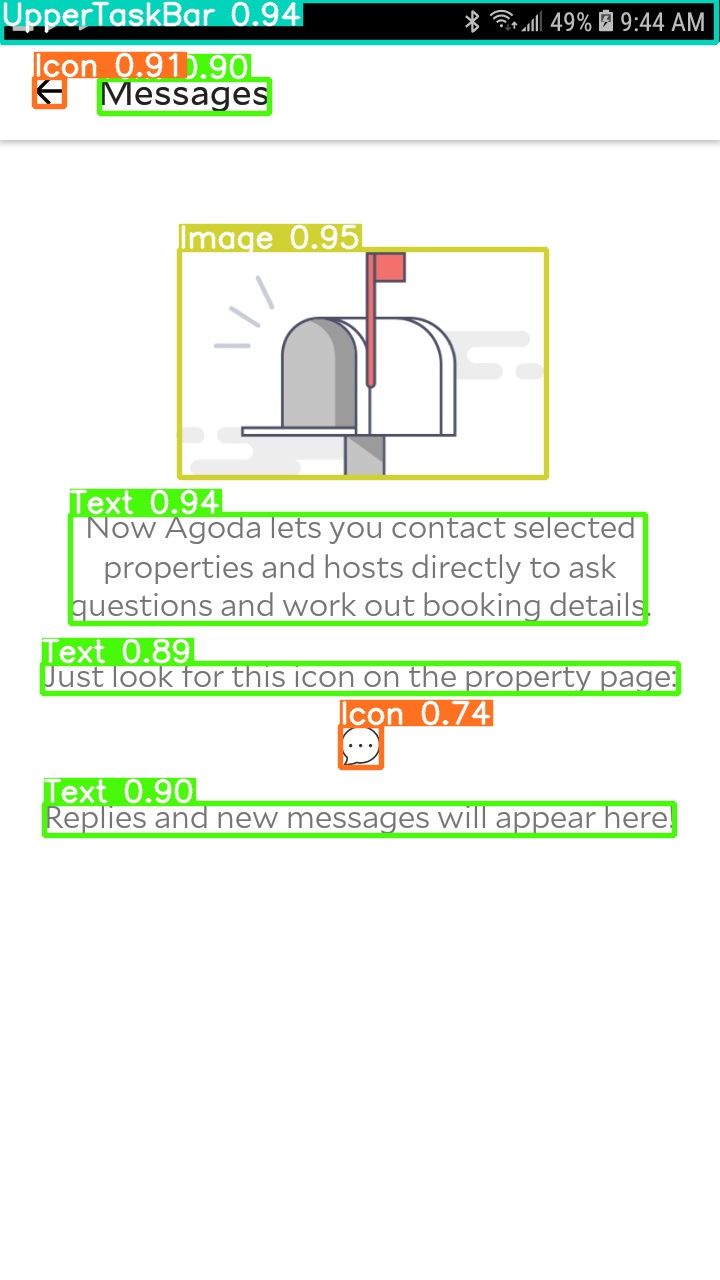 UpperTaskBar 0.94
49% 9:44 AM
Icon 0.91 0.90
Messages
Image 0.95
Text 0.94
Now Agoda lets you contact selected
properties and hosts directly to ask
questions and work out booking details.
Text 0.89
Just look for this icon on the property page:
Icon 0.74
Text 0.90
Replies and new messages will appear here.